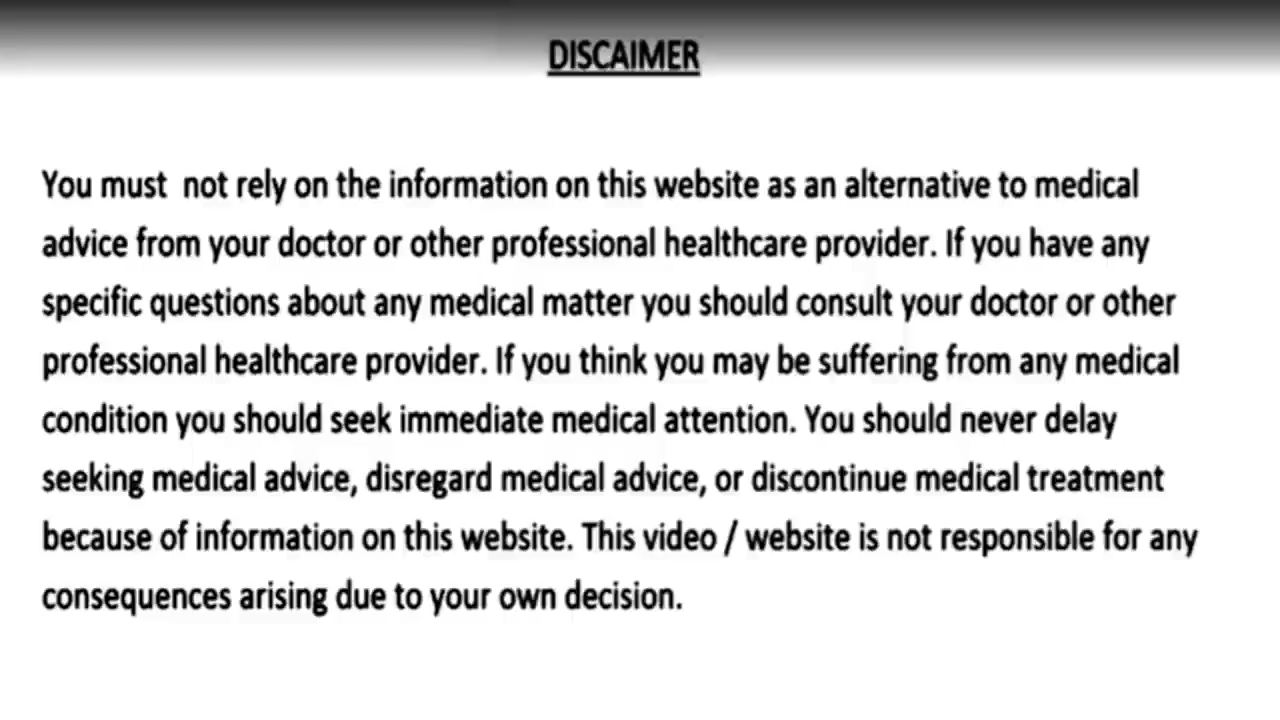 DISCAIMER
You must  not rely on the information on this website as an alternative to medical
advice from your doctor or other professional healthcare provider. If you have any
specific questions about any medical matter you should consult your doctor or other
professional healthcare provider. If you think you may be suffering from any medical
condition you should seek immediate medical attention. You should never delay
seeking medical advice, disregard medical advice, or discontinue medical treatment
because of information on this website. This video / website is not responsible for any
consequences arising due to your own decision.